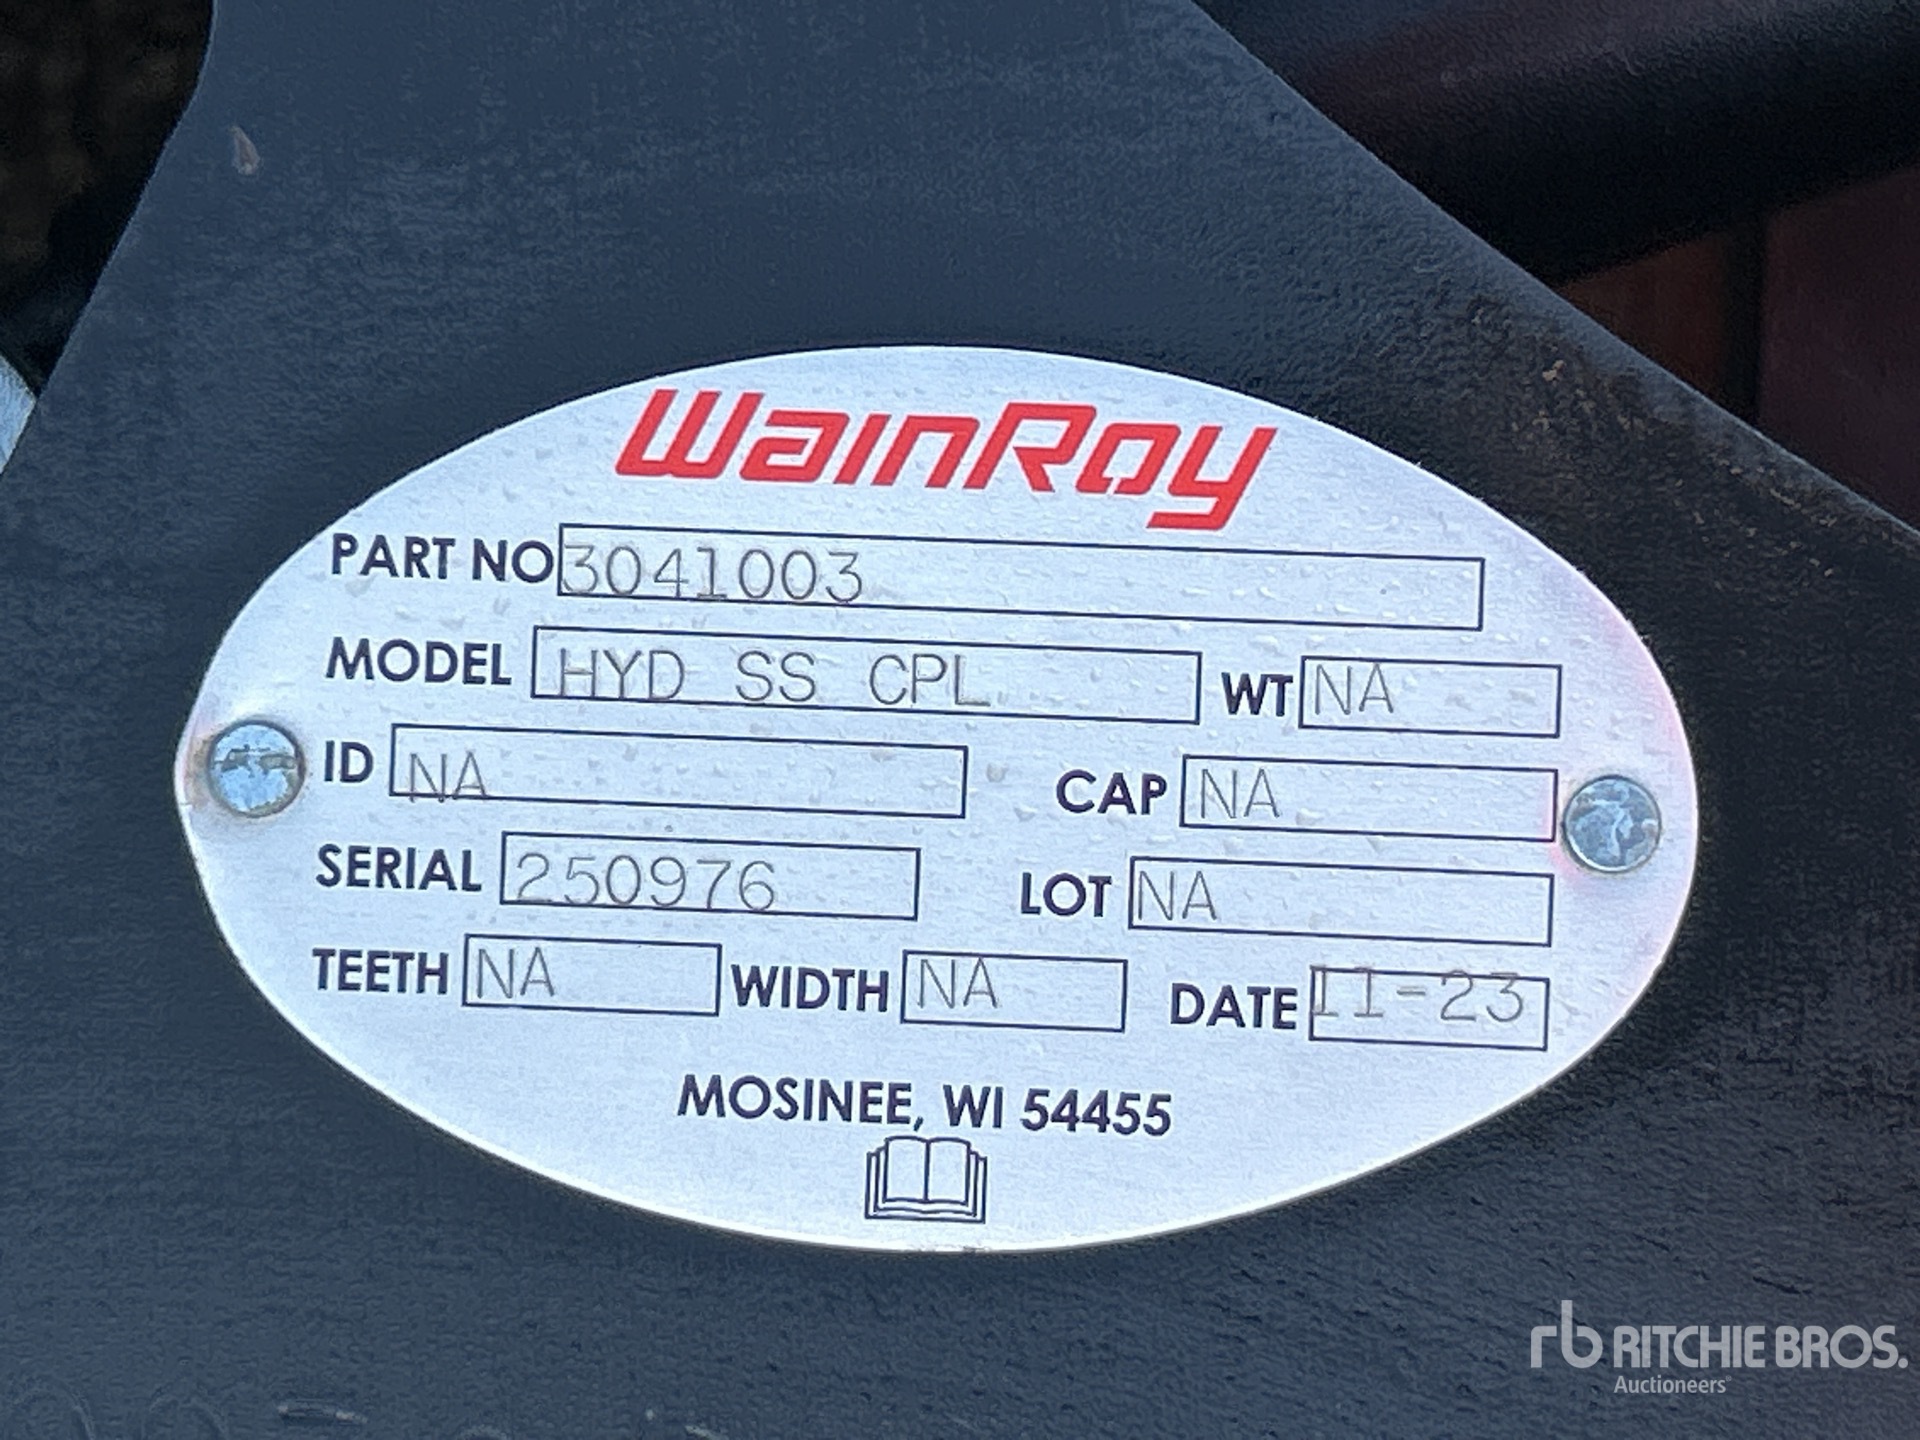 WainRoy
PART NO 3041003
MODEL HYD SS CPL WT NA
ID NA CAP NA
SERIAL 250976 LOT NA
TEETH NA WIDTH NA DATE 11-23
MOSINEE, WI 54455
rb RITCHIE BROS.
Auctioneers